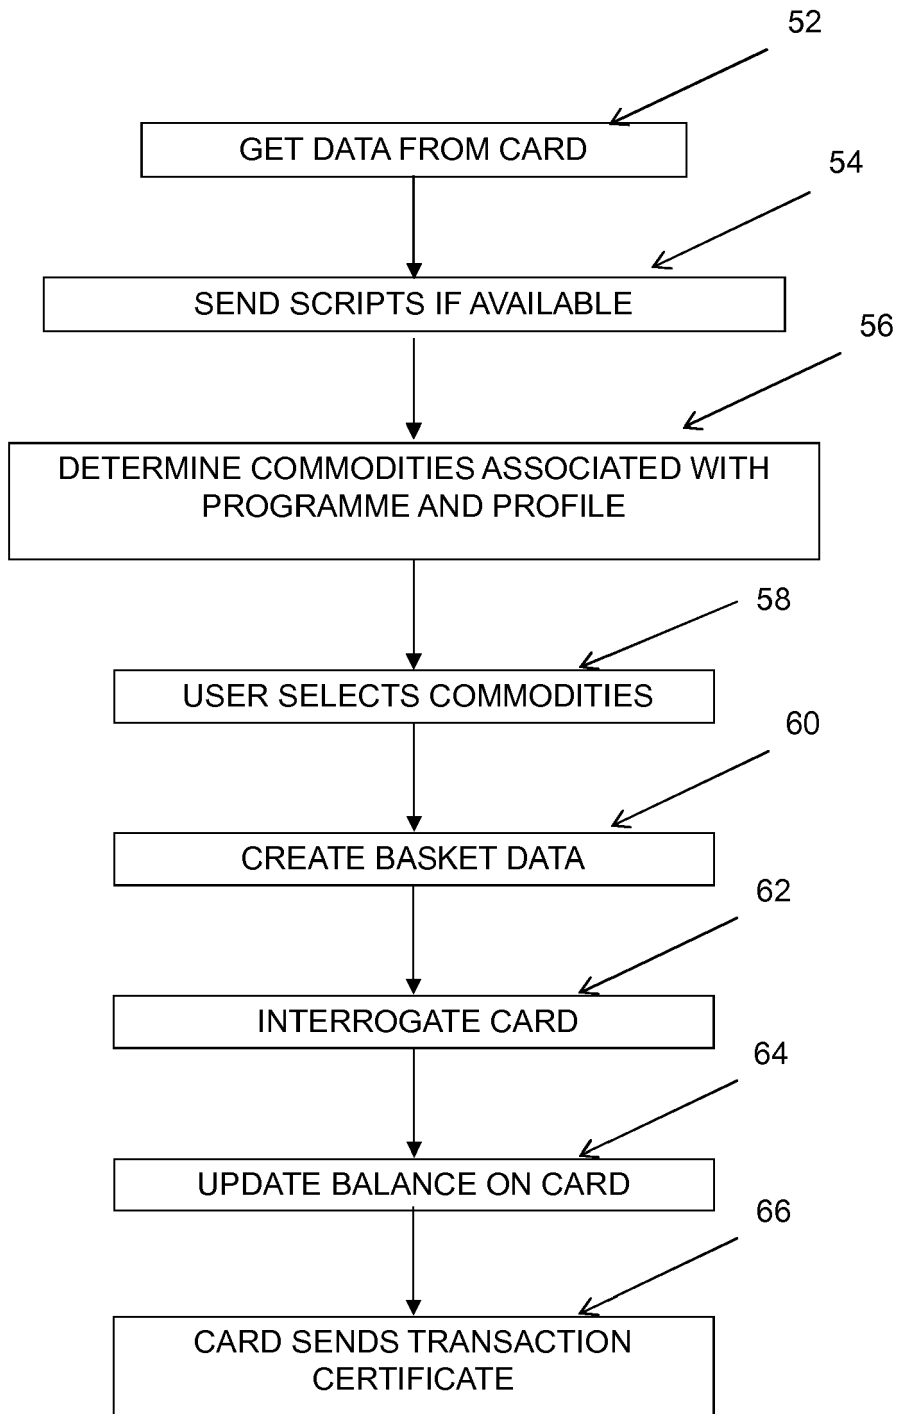 52
GET DATA FROM CARD
54
SEND SCRIPTS IF AVAILABLE
56
DETERMINE COMMODITIES ASSOCIATED WITH
PROGRAMME AND PROFILE
58
USER SELECTS COMMODITIES
60
CREATE BASKET DATA
62
INTERROGATE CARD
64
UPDATE BALANCE ON CARD
66
CARD SENDS TRANSACTION
CERTIFICATE